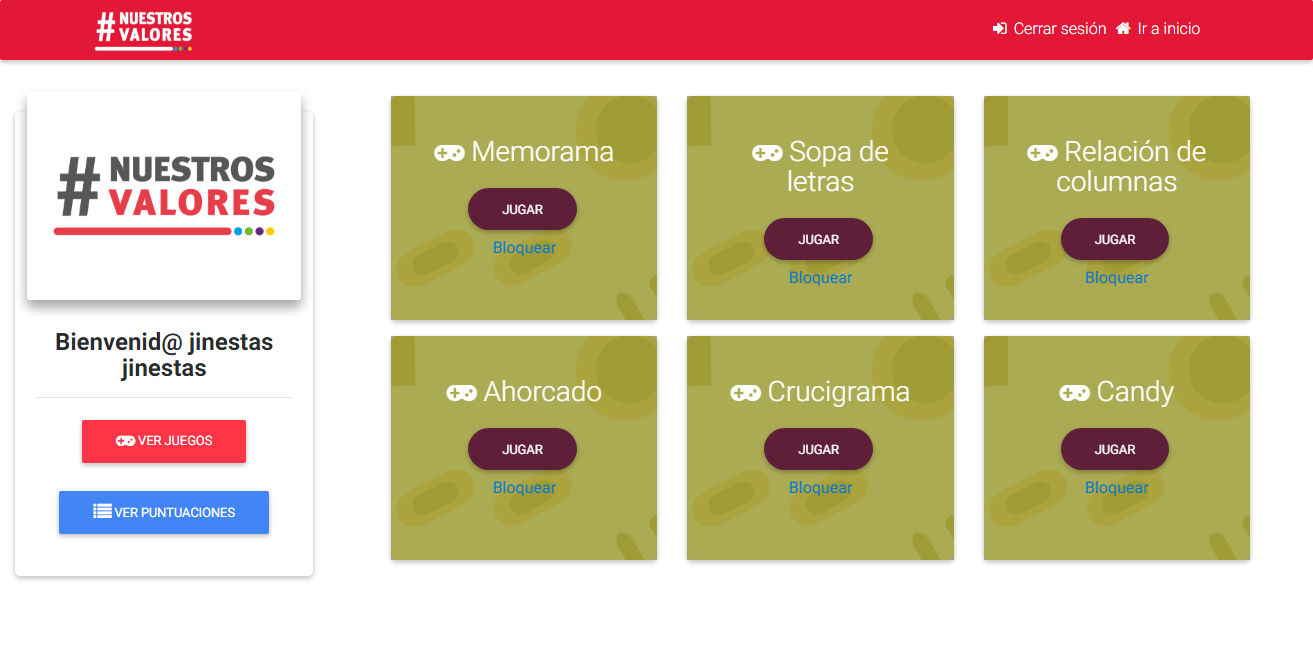 # NUESTROS
VALORES
Cerrar sesión Ir a inicio
# NUESTROS
VALORES
Bienvenid@ jinestas
jinestas
VER JUEGOS
VER PUNTUACIONES
Memorama
JUGAR
Bloquear
Sopa de
letras
JUGAR
Bloquear
Relación de
columnas
JUGAR
Bloquear
Ahorcado
JUGAR
Bloquear
Crucigrama
JUGAR
Bloquear
Candy
JUGAR
Bloquear